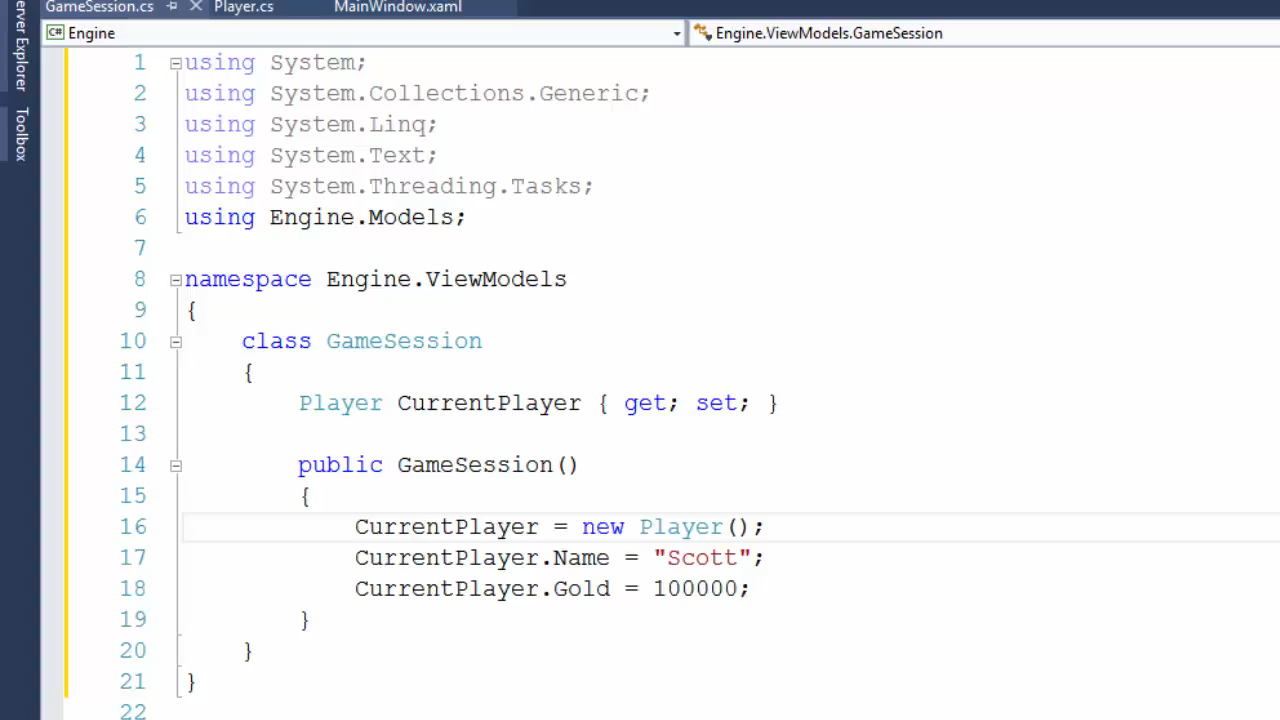 GameSession.cs Player.cs MainWindow.xaml
erver Explorer
Toolbox
C# Engine Engine.ViewModels.GameSession
1 using System;
2 using System.Collections.Generic;
3 using System.Linq;
4 using System.Text;
5 using System.Threading.Tasks;
6 using Engine.Models;
7
8 namespace Engine.ViewModels
9 {
10 class GameSession
11 {
12 Player CurrentPlayer { get; set; }
13
14 public GameSession()
15 {
16 CurrentPlayer = new Player();
17 CurrentPlayer.Name = "Scott";
18 CurrentPlayer.Gold = 100000;
19 }
20 }
21 }
22